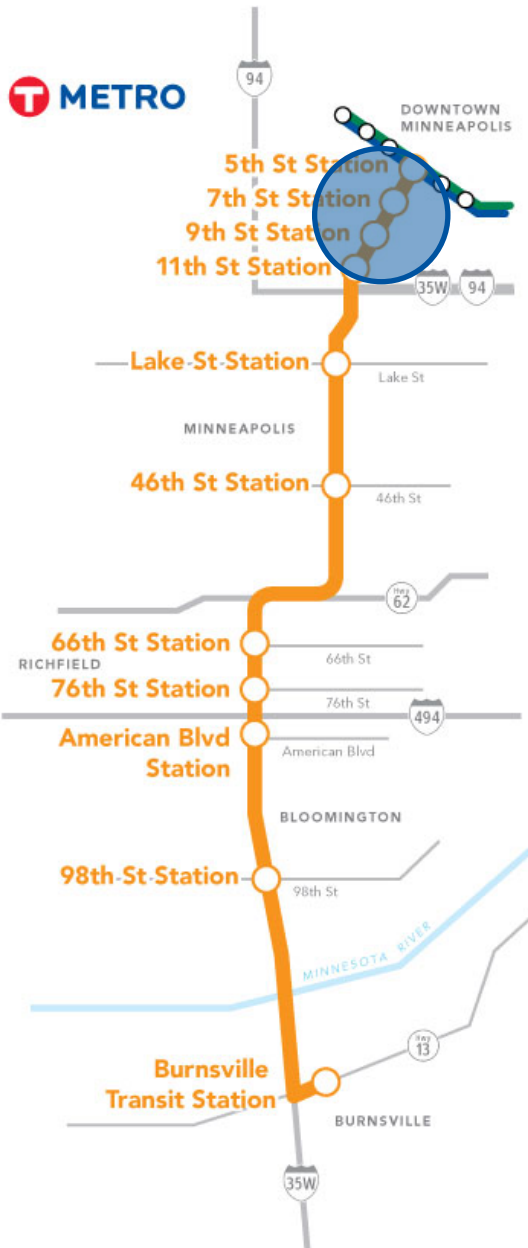 94
T METRO
DOWNTOWN
MINNEAPOLIS
5th St Station
7th St Station
9th St Station
11th St Station
35W 94
Lake St Station
Lake St
MINNEAPOLIS
46th St Station
46th St
Hwy
62
66th St Station
66th St
RICHFIELD
76th St Station
76th St
494
American Blvd
Station
American Blvd
BLOOMINGTON
98th St Station
98th St
MINNESOTA RIVER
Hwy
13
Burnsville
Transit Station
BURNSVILLE
35W